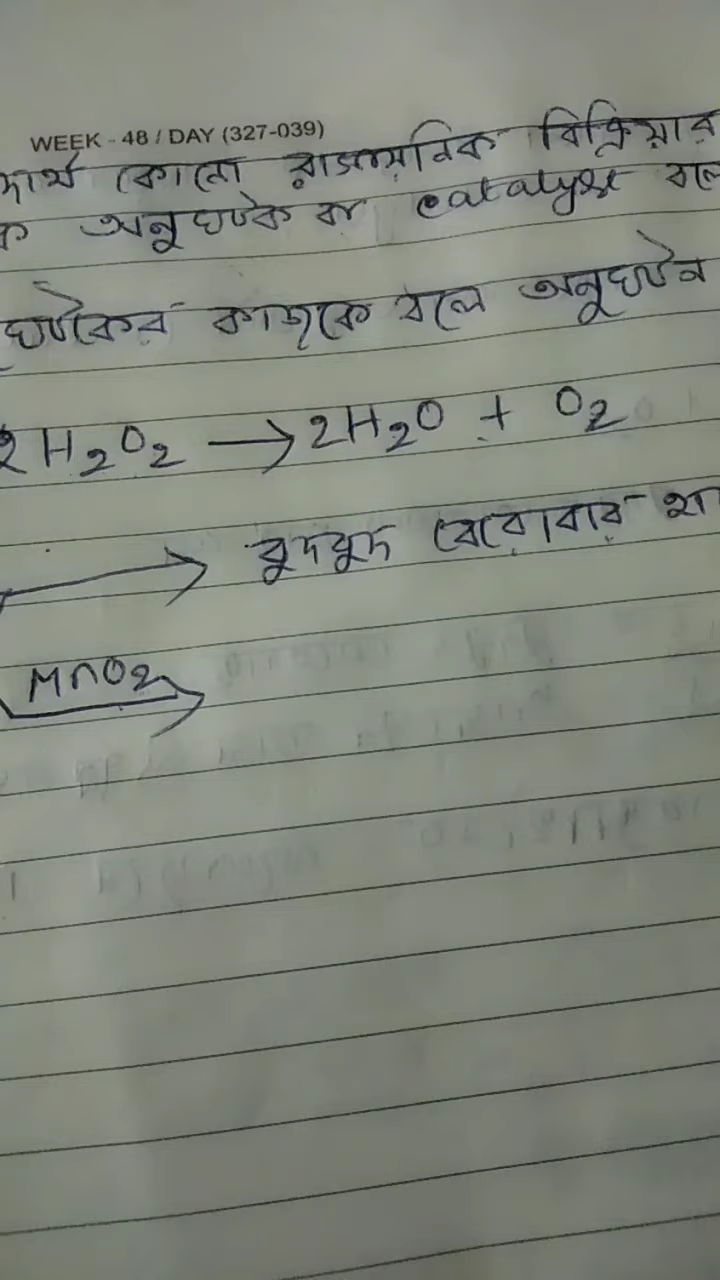 WEEK - 48 / DAY (327-039)
দার্থ কোনো রাসায়নিক বিক্রিয়ার
ক অনুঘটক বা catalyst বলে
ঘটকের কাজকে বলে অনুঘটন
2H₂O₂ → 2H₂O + O₂
→ বুদবুদ বেরোবার
MnO₂ →